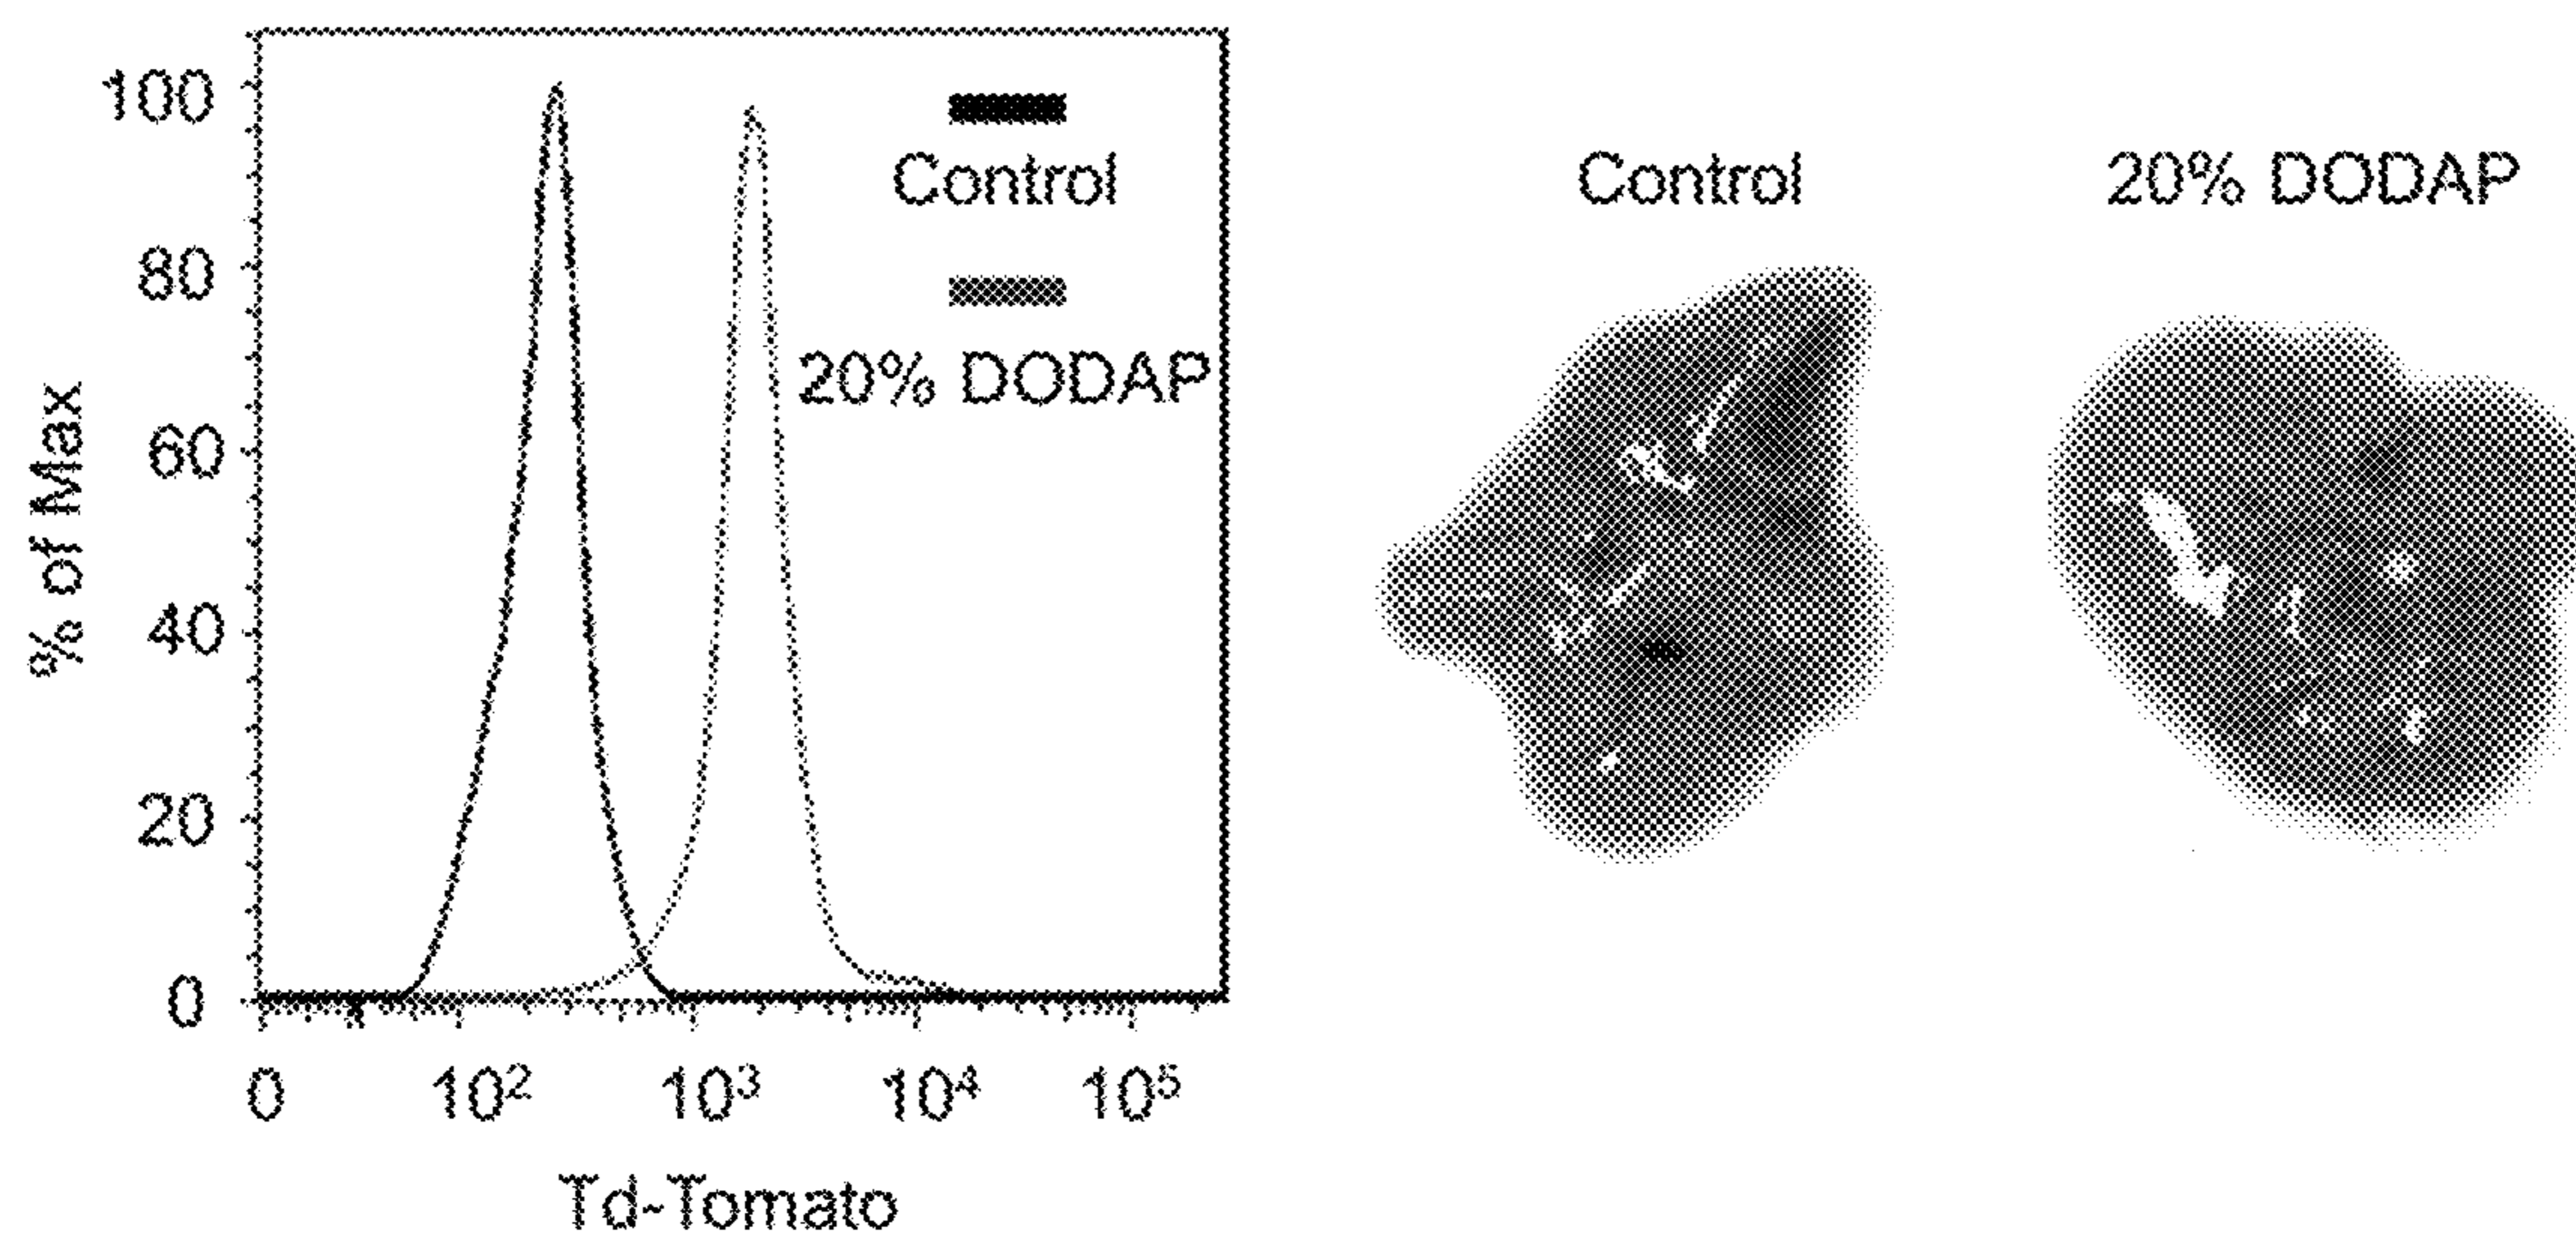 100
80
60
40
20
0
% of Max
Control
20% DODAP
0
10²
10³
10⁴
10⁵
Td-Tomato
Control
20% DODAP